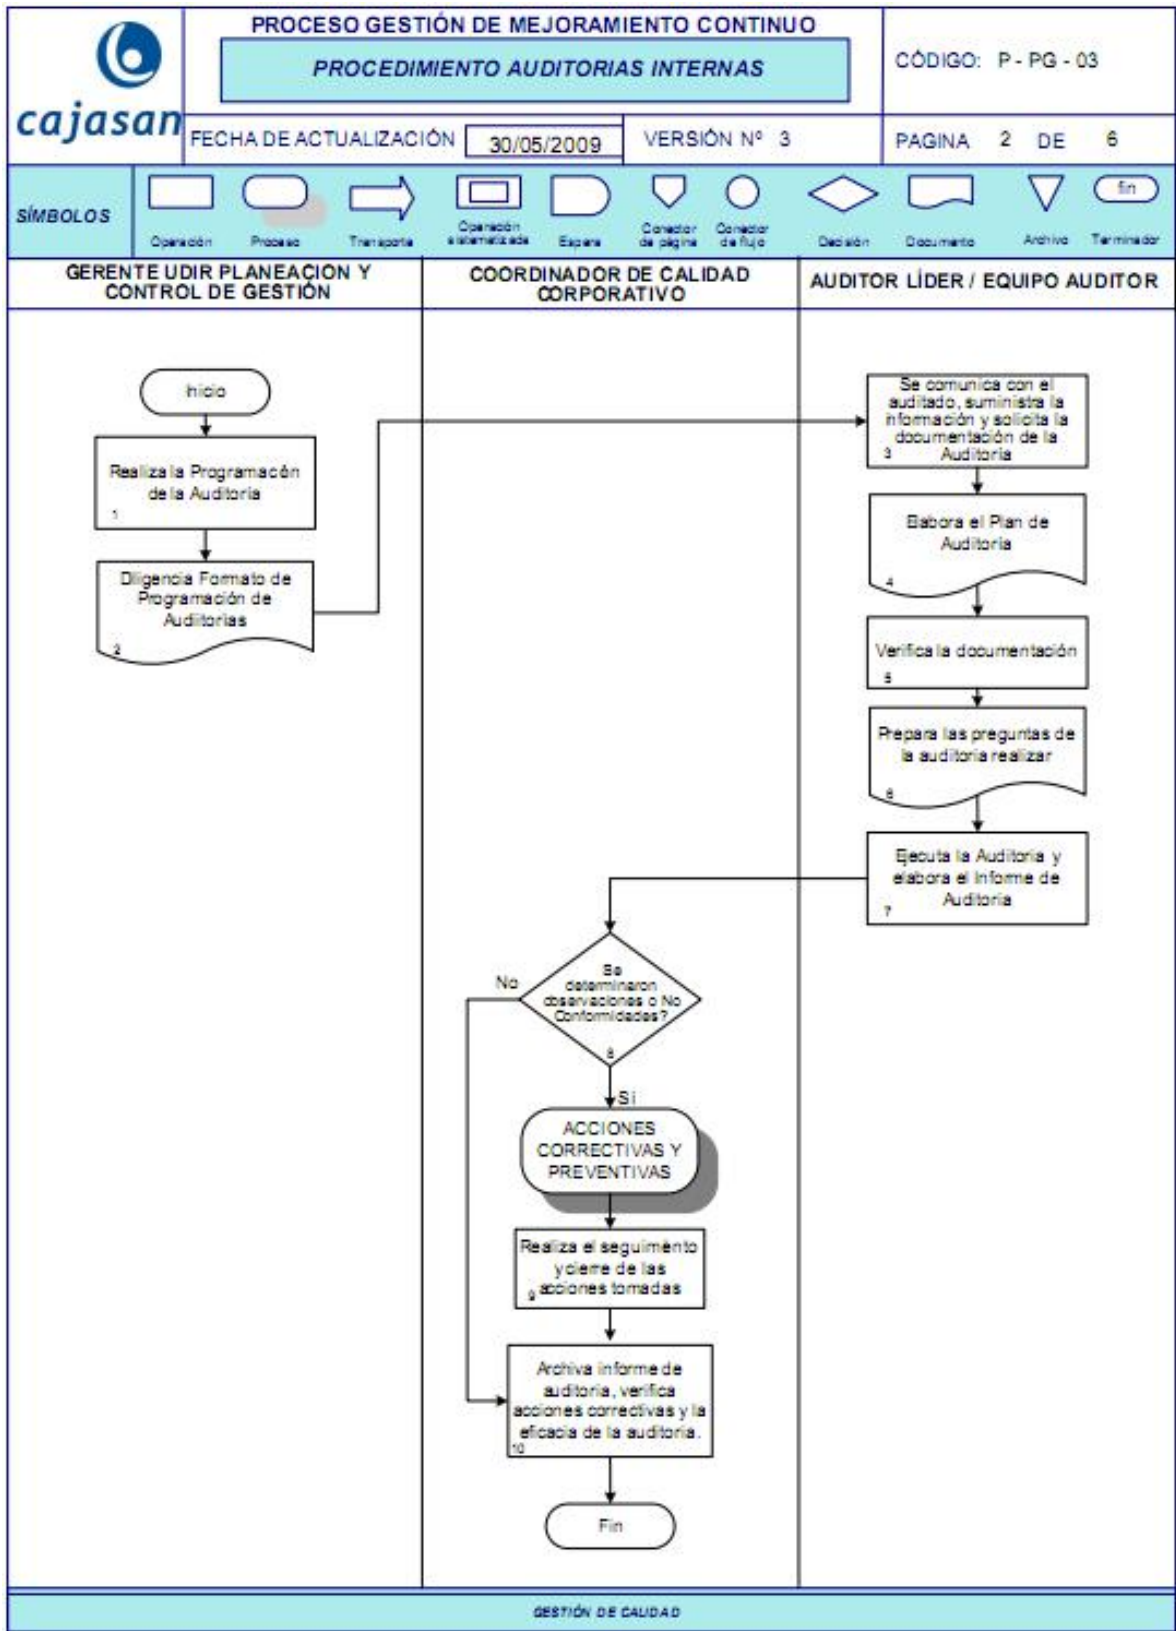 cajasan
PROCESO GESTIÓN DE MEJORAMIENTO CONTINUO
PROCEDIMIENTO AUDITORIAS INTERNAS
CÓDIGO: P - PG - 03
FECHA DE ACTUALIZACIÓN 30/05/2009
VERSIÓN Nº 3
PAGINA 2 DE 6
SÍMBOLOS
Operación
Proceso
Transporte
Operación
sistematizada
Espera
Conector
de página
Conector
de flujo
Decisión
Documento
Archivo
fin
Terminador
GERENTE UDIR PLANEACION Y
CONTROL DE GESTIÓN
COORDINADOR DE CALIDAD
CORPORATIVO
AUDITOR LÍDER / EQUIPO AUDITOR
Inicio
Realiza la Programación
de la Auditoria
1
Diligencia Formato de
Programación de
Auditorías
2
Se comunica con el
auditado, suministra la
información y solicita la
documentación de la
Auditoria
3
Elabora el Plan de
Auditoria
4
Verifica la documentación
5
Prepara las preguntas de
la auditoria realizar
6
Ejecuta la Auditoria y
elabora el Informe de
Auditoria
7
Se
determinaron
observaciones o No
Conformidades?
8
No
Si
ACCIONES
CORRECTIVAS Y
PREVENTIVAS
Realiza el seguimento
y cierre de las
acciones tomadas
9
Archiva informe de
auditoria, verifica
acciones correctivas y la
eficacia de la auditoria.
10
Fin
GESTIÓN DE CALIDAD